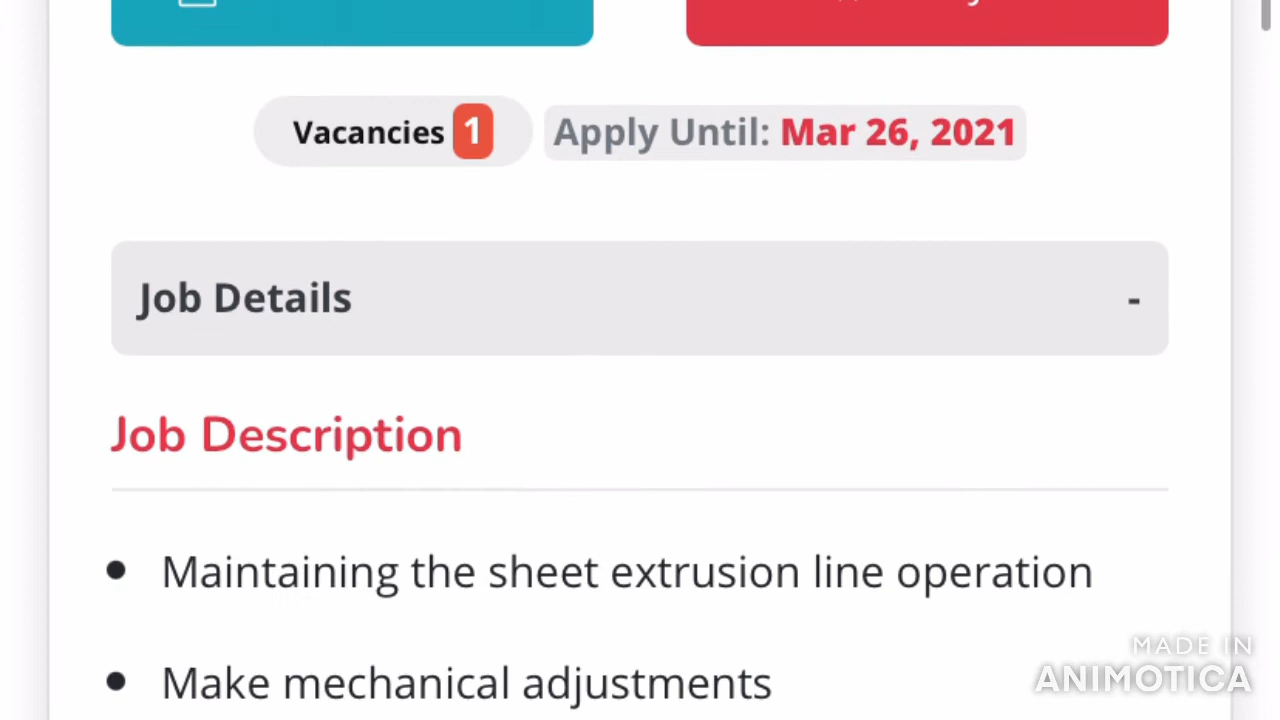 Vacancies 1 Apply Until: Mar 26, 2021
Job Details -
Job Description
• Maintaining the sheet extrusion line operation
• Make mechanical adjustments
MADE IN
ANIMOTICA